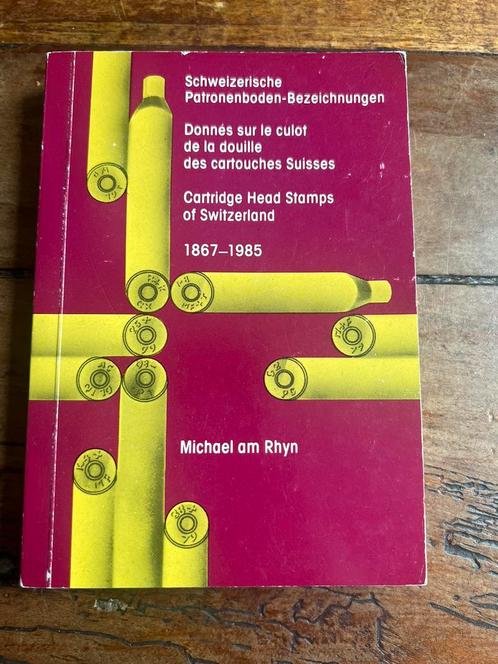 Schweizerische
Patronenboden-Bezeichnungen
Donnés sur le culot
de la douille
des cartouches Suisses
Cartridge Head Stamps
of Switzerland
1867–1985
Michael am Rhyn